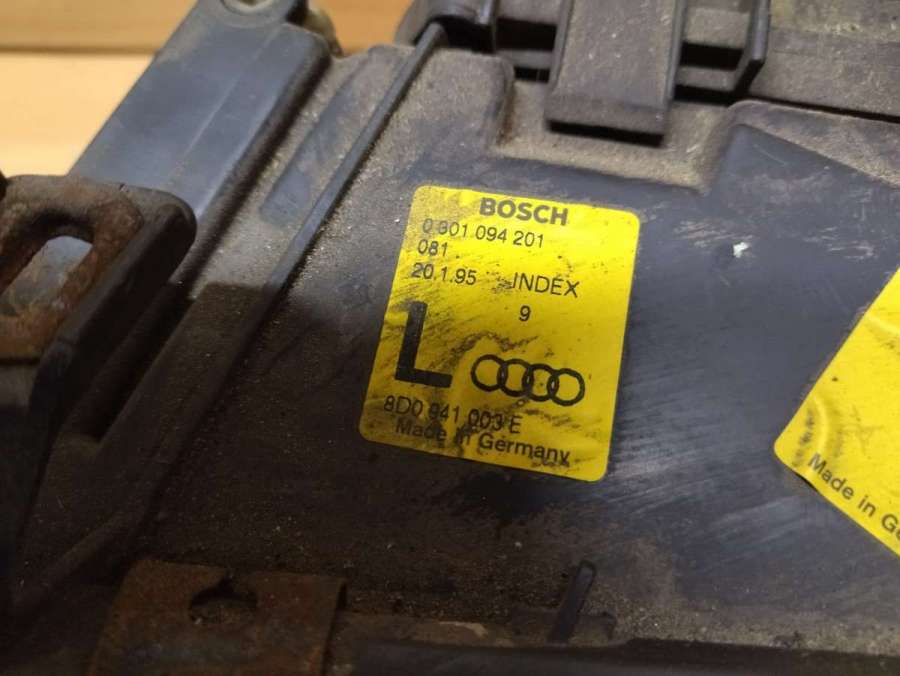 BOSCH
0 301 094 201
081
20.1.95 INDEX
9
L
8D0 941 003 E
Made in Germany
Made in Ge